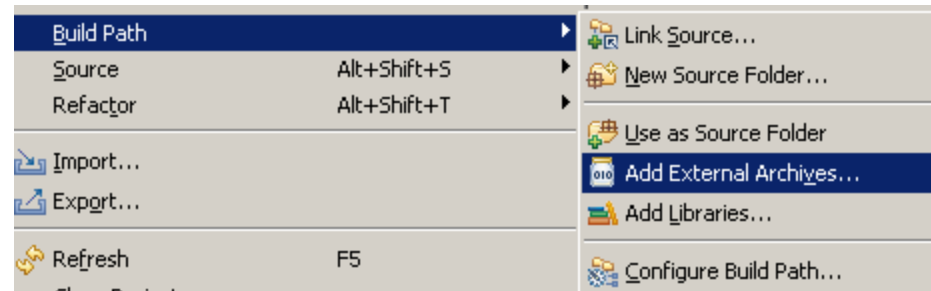 Build Path
Source Alt+Shift+S
Refactor Alt+Shift+T
Import...
Export...
Refresh F5
Link Source...
New Source Folder...
Use as Source Folder
Add External Archives...
Add Libraries...
Configure Build Path...